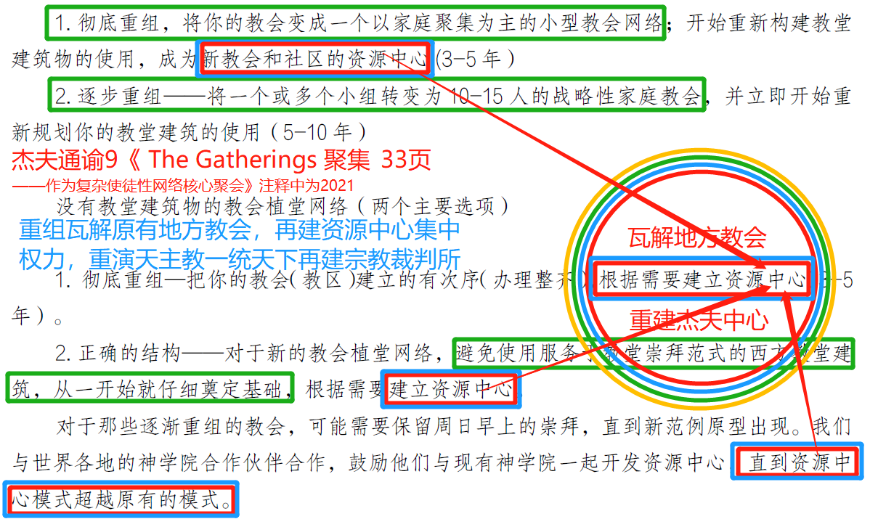 1. 彻底重组，将你的教会变成一个以家庭聚集为主的小型教会网络；开始重新构建教堂
建筑物的使用，成为新教会和社区的资源中心(3-5年)
2. 逐步重组——将一个或多个小组转变为 10-15 人的战略性家庭教会，并立即开始重
新规划你的教堂建筑的使用（5-10 年）
杰夫通谕9《 The Gatherings 聚集 33页
——作为复杂使徒性网络核心聚会》注释中为2021
没有教堂建筑物的教会植堂网络（两个主要选项）
重组瓦解原有地方教会，再建资源中心集中
权力，重演天主教一统天下再建宗教裁判所
瓦解地方教会
1. 彻底重组—把你的教会(教区)建立的有次序(办理整齐),根据需要建立资源中心(3-5
年)。
重建杰夫中心
2. 正确的结构——对于新的教会植堂网络，避免使用服务于教堂崇拜范式的西方教堂建
筑，从一开始就仔细奠定基础，根据需要建立资源中心
对于那些逐渐重组的教会，可能需要保留周日早上的崇拜，直到新范例原型出现。我们
与世界各地的神学院合作伙伴合作，鼓励他们与现有神学院一起开发资源中心，直到资源中
心模式超越原有的模式。